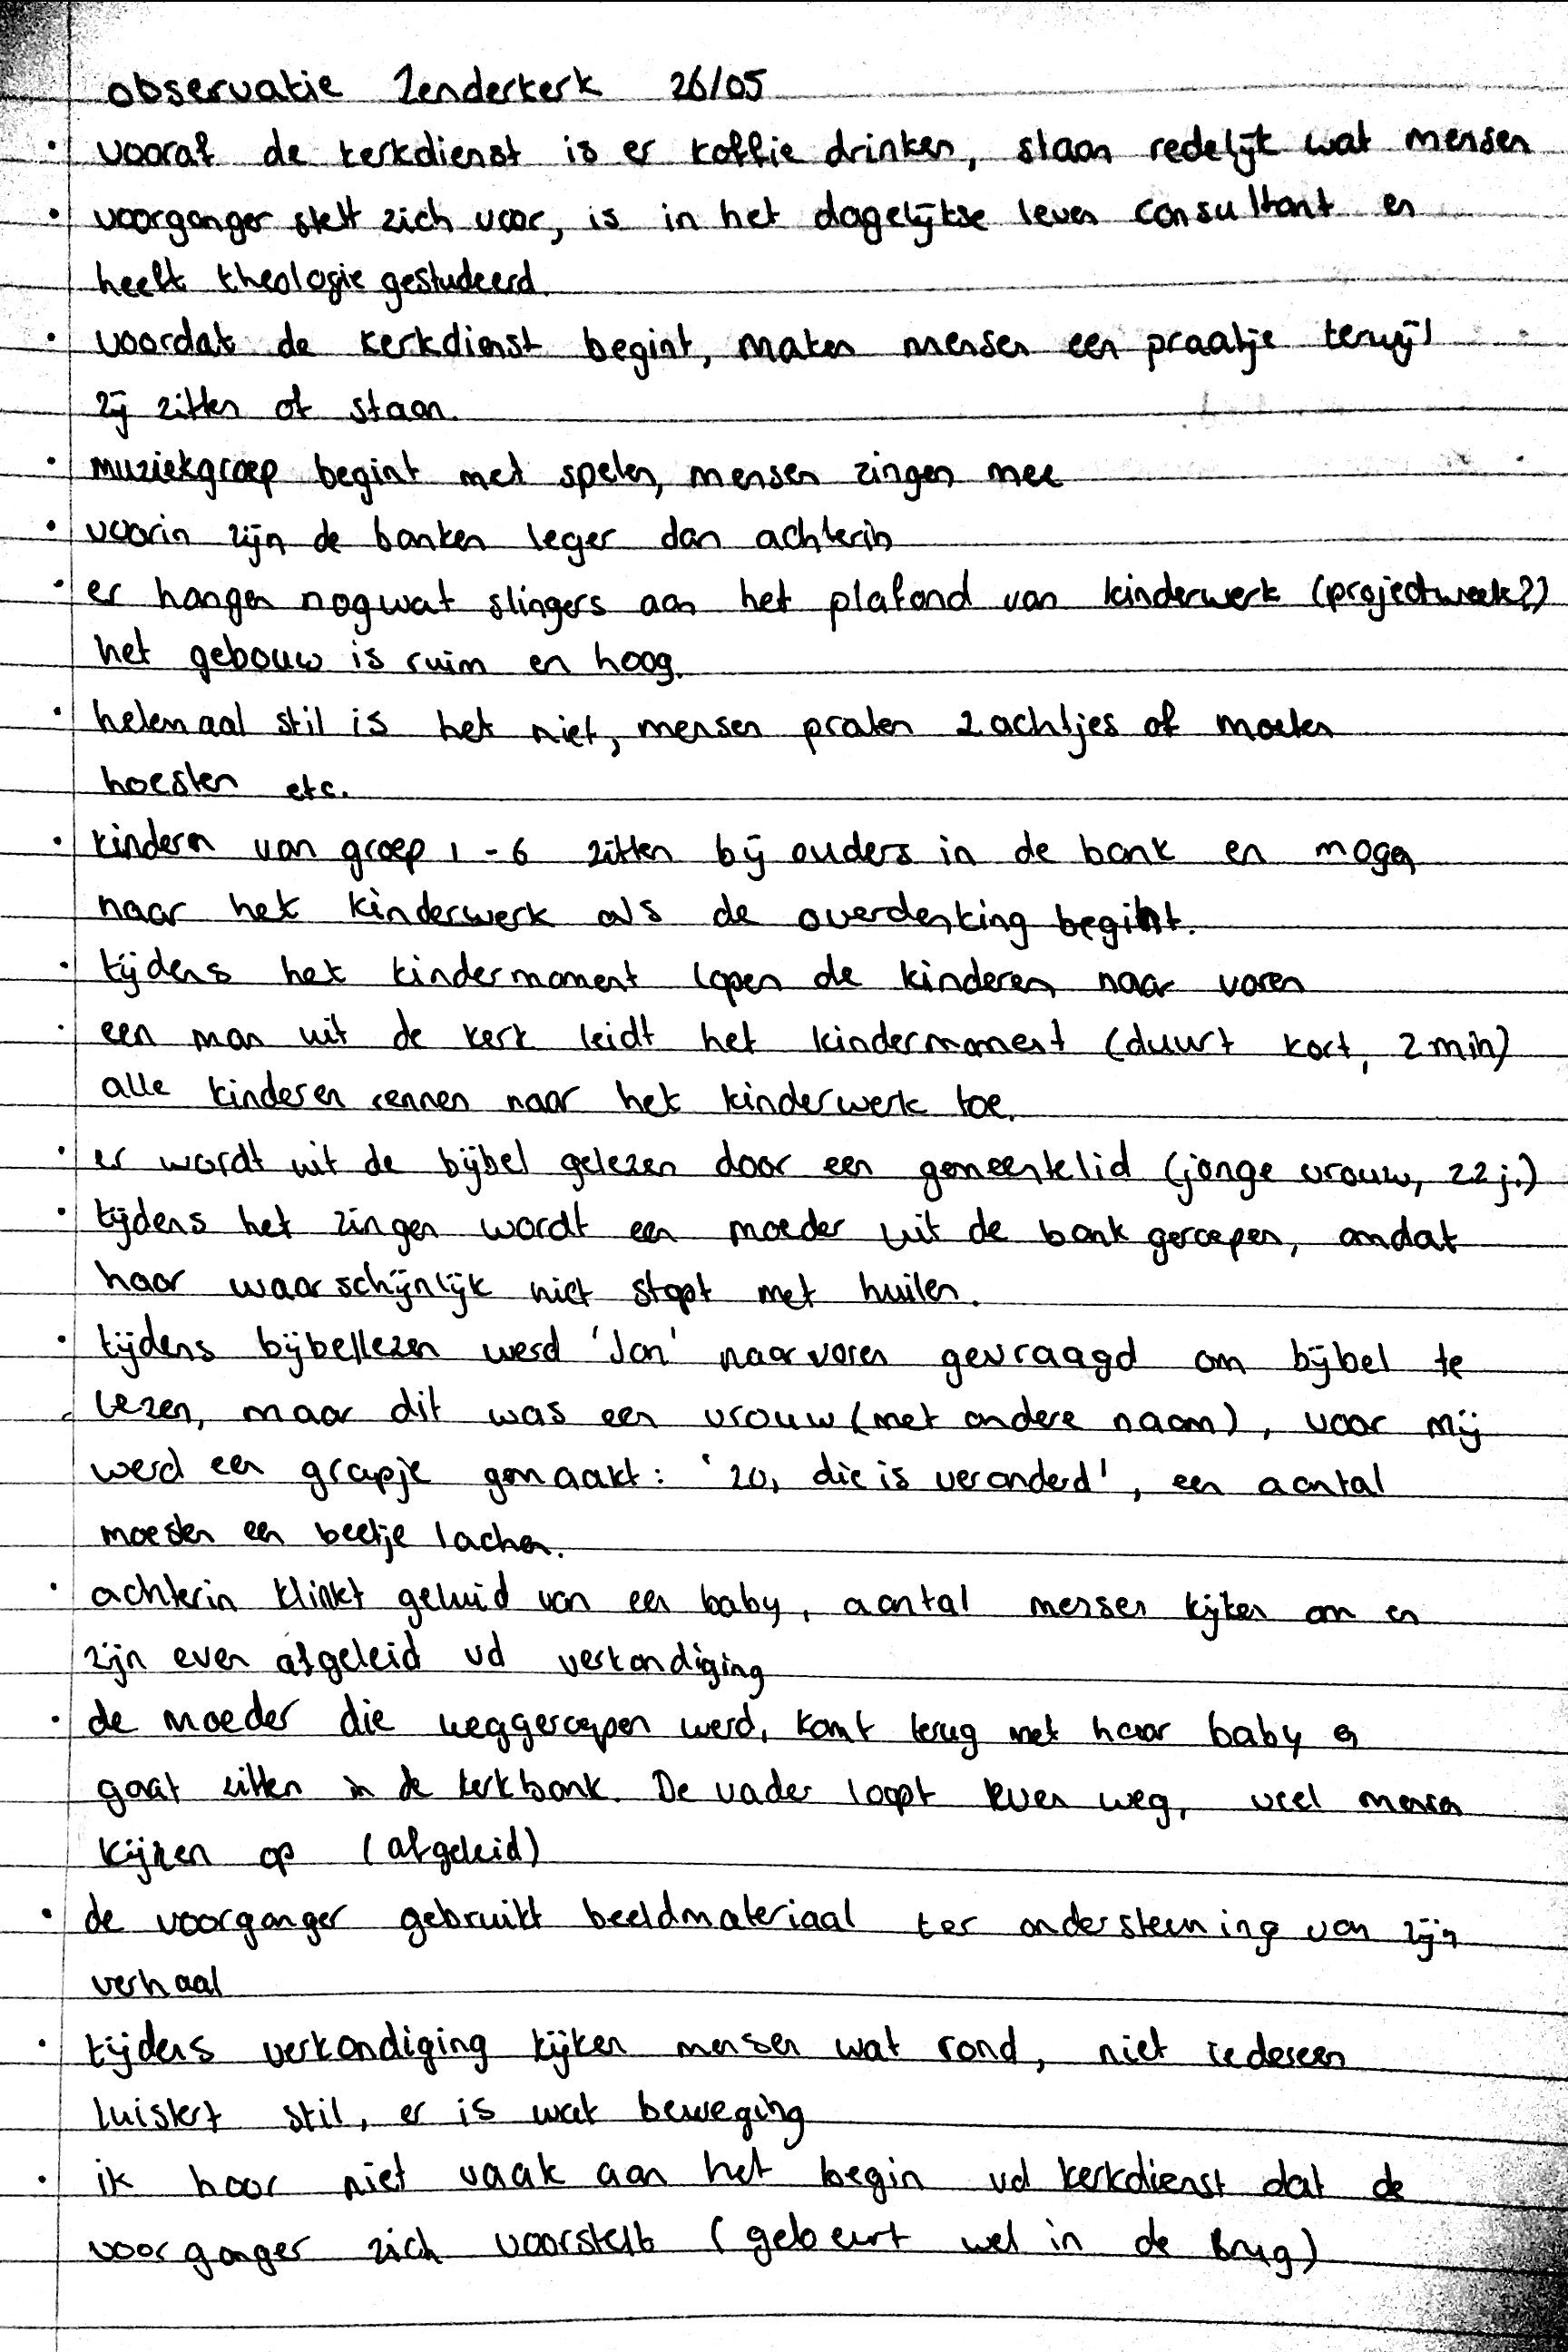 observatie Zenderkerk 26/05
• vooraf de kerkdienst is er koffie drinken, staan redelijk wat mensen
• voorganger stelt zich voor, is in het dagelijkse leven consultant en
heeft theologie gestudeerd.
• voordat de kerkdienst begint, maken mensen een praatje terwijl
zij zitten of staan.
• muziekgroep begint met spelen, mensen zingen mee
• voorin zijn de banken leger dan achterin
• er hangen nog wat slingers aan het plafond van kinderwerk (projectweek?)
het gebouw is ruim en hoog.
• helemaal stil is het niet, mensen praten zachtjes of moeten
hoesten etc.
• kinderen van groep 1-6 zitten bij ouders in de bank en mogen
naar het kinderwerk als de overdenking begint.
• tijdens het kindermoment lopen de kinderen naar voren
• een man uit de kerk leidt het kindermoment (duurt kort, 2 min)
alle kinderen rennen naar het kinderwerk toe.
• er wordt uit de bijbel gelezen door een gemeentelid (jonge vrouw, 22 j.)
• tijdens het zingen wordt een moeder uit de bank geroepen, omdat
haar waarschijnlijk niet stopt met huilen.
• tijdens bijbellezen werd 'Jan' naar voren gevraagd om bijbel te
lezen, maar dit was een vrouw (met andere naam), voor mij
werd een grapje gemaakt: 'zo, die is veranderd', een aantal
moesten een beetje lachen.
• achterin klinkt geluid van een baby, aantal mensen kijken om en
zijn even afgeleid vd verkondiging
• de moeder die weggeroepen werd, komt terug met haar baby en
gaat zitten in de kerkbank. De vader loopt even weg, veel mensen
kijken op (afgeleid)
• de voorganger gebruikt beeldmateriaal ter ondersteuning van zijn
verhaal
• tijdens verkondiging kijken mensen wat rond, niet iedereen
luistert stil, er is wat beweging
• ik hoor niet vaak aan het begin vd kerkdienst dat de
voorganger zich voorstelt (gebeurt wel in de Brug)